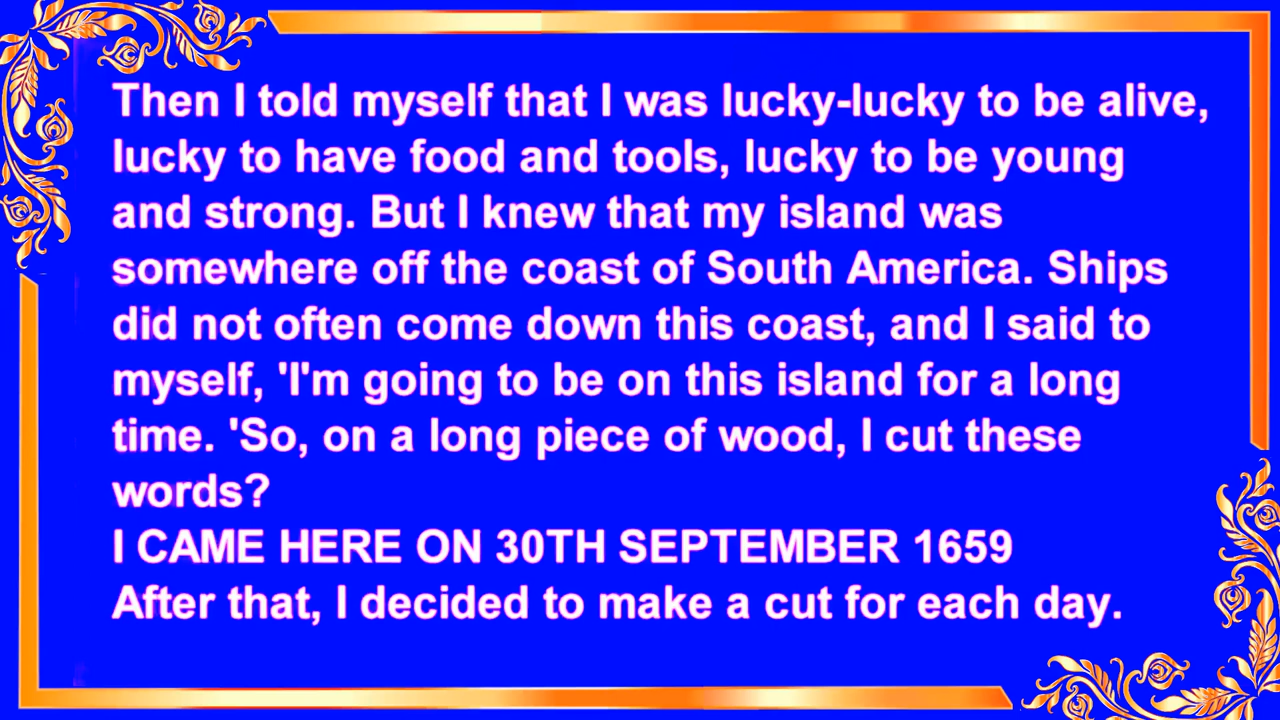 Then I told myself that I was lucky-lucky to be alive,
lucky to have food and tools, lucky to be young
and strong. But I knew that my island was
somewhere off the coast of South America. Ships
did not often come down this coast, and I said to
myself, 'I'm going to be on this island for a long
time. 'So, on a long piece of wood, I cut these
words?
I CAME HERE ON 30TH SEPTEMBER 1659
After that, I decided to make a cut for each day.